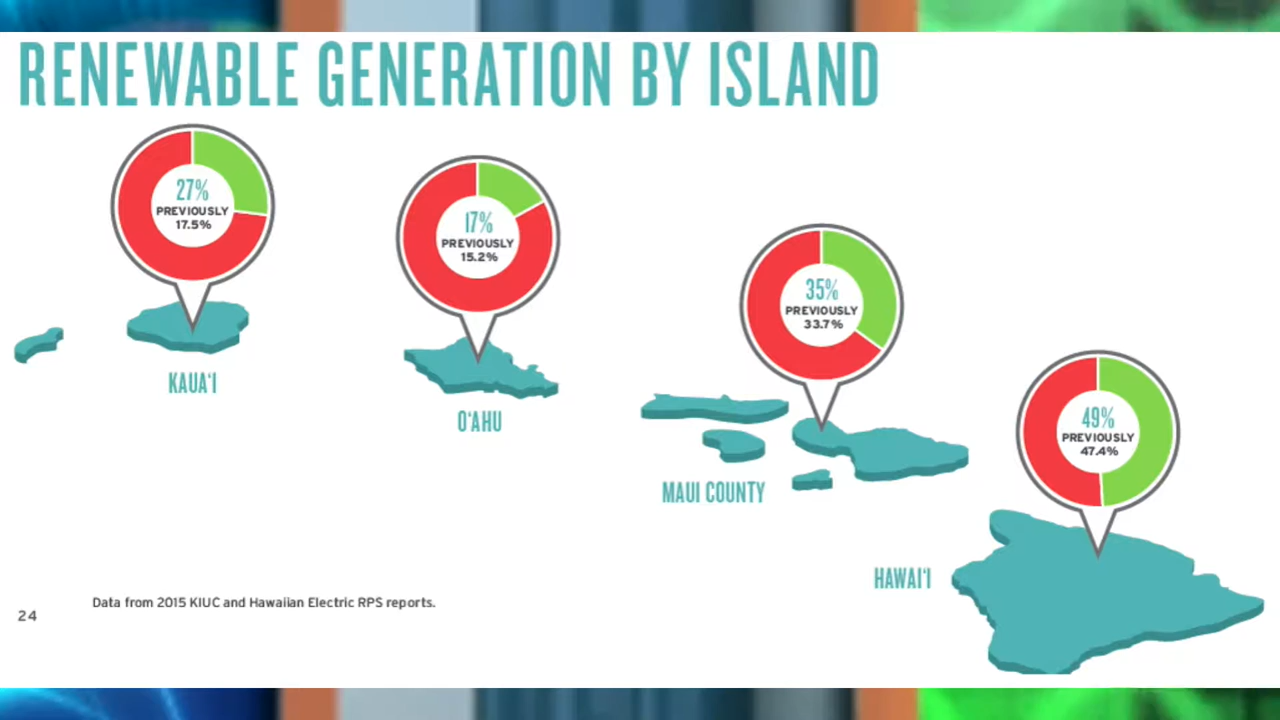 RENEWABLE GENERATION BY ISLAND
27%
PREVIOUSLY
17.5%
KAUA‘I
17%
PREVIOUSLY
15.2%
O‘AHU
35%
PREVIOUSLY
33.7%
MAUI COUNTY
49%
PREVIOUSLY
47.4%
HAWAI‘I
Data from 2015 KIUC and Hawaiian Electric RPS reports.
24